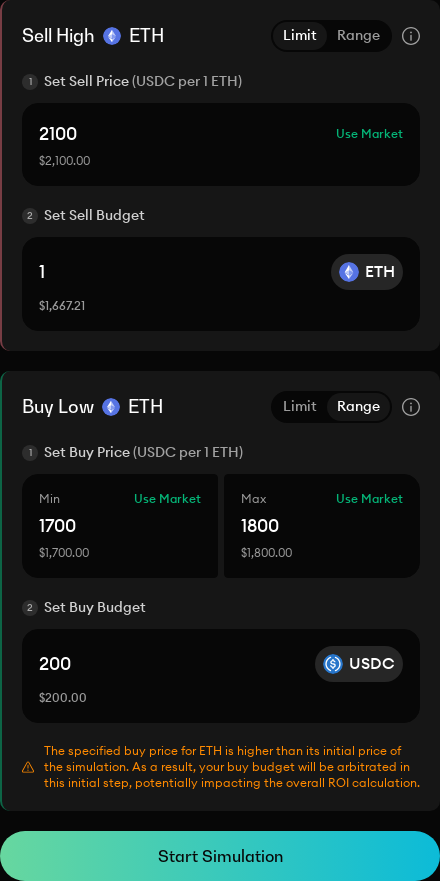 Sell High ETH Limit Range
1 Set Sell Price (USDC per 1 ETH)
2100 Use Market
$2,100.00
2 Set Sell Budget
1 ETH
$1,667.21
Buy Low ETH Limit Range
1 Set Buy Price (USDC per 1 ETH)
Min Use Market Max Use Market
1700 1800
$1,700.00 $1,800.00
2 Set Buy Budget
200 USDC
$200.00
The specified buy price for ETH is higher than its initial price of
the simulation. As a result, your buy budget will be arbitrated in
this initial step, potentially impacting the overall ROI calculation.
Start Simulation